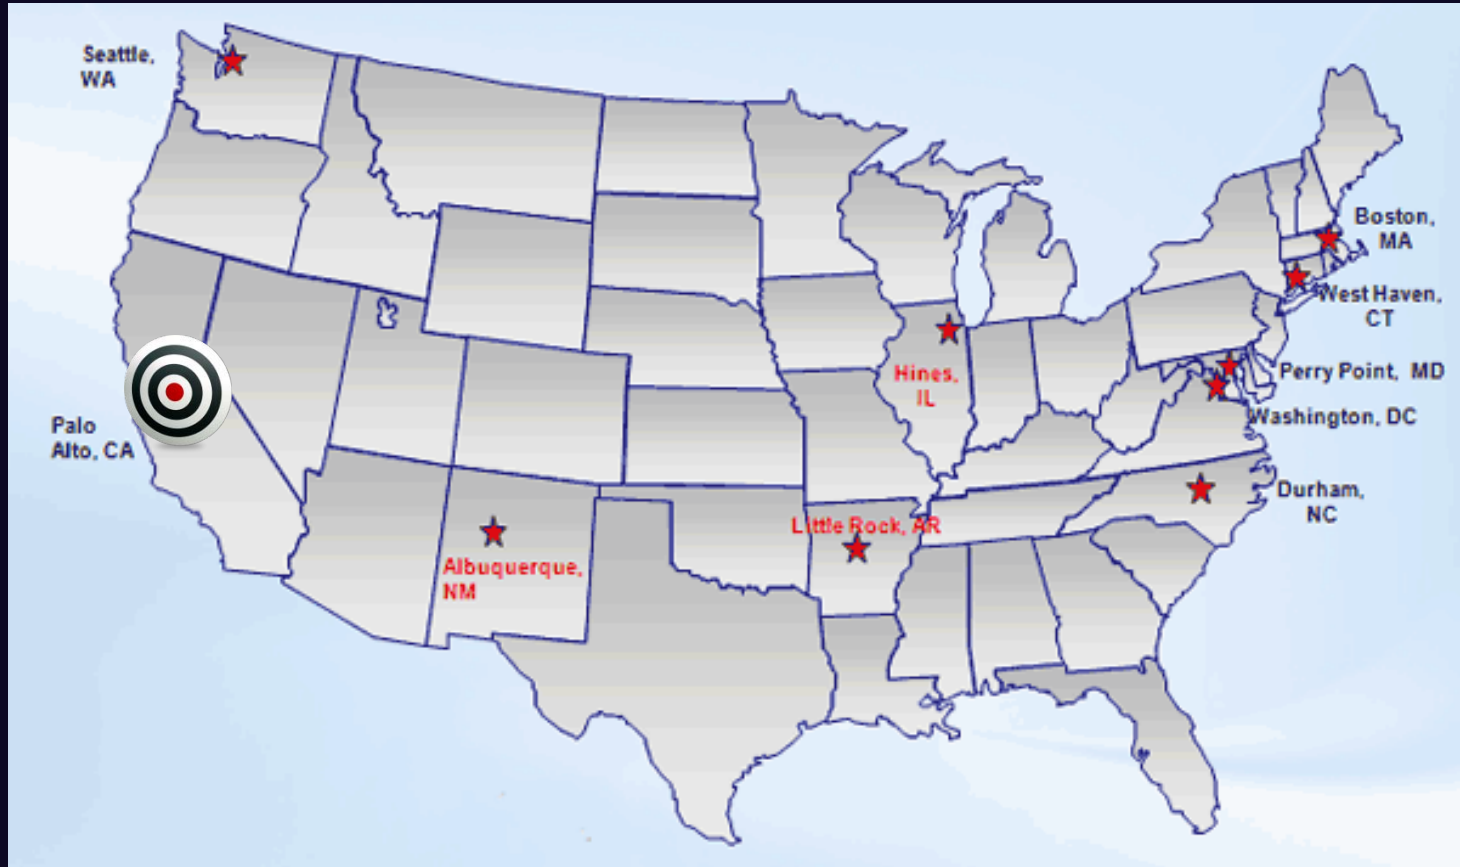 Seattle,
WA
Boston,
MA
West Haven,
CT
Hines,
IL
Perry Point, MD
Washington, DC
Palo
Alto, CA
Durham,
NC
Little Rock, AR
Albuquerque,
NM